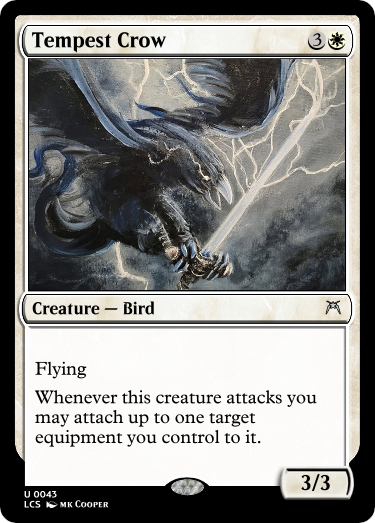 Tempest Crow 3
Creature — Bird
Flying
Whenever this creature attacks you
may attach up to one target
equipment you control to it.
3/3
U 0043
LCS MK COOPER